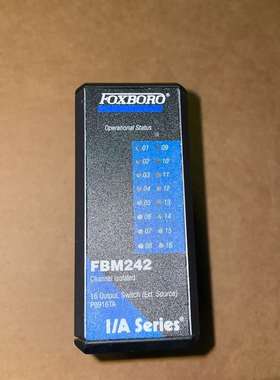 FOXBORO®
Operational Status
01 09
02 10
03 11
04 12
05 13
06 14
07 15
08 16
FBM242
Channel Isolated
16 Output, Switch (Ext. Source)
P0916TA
I/A Series®